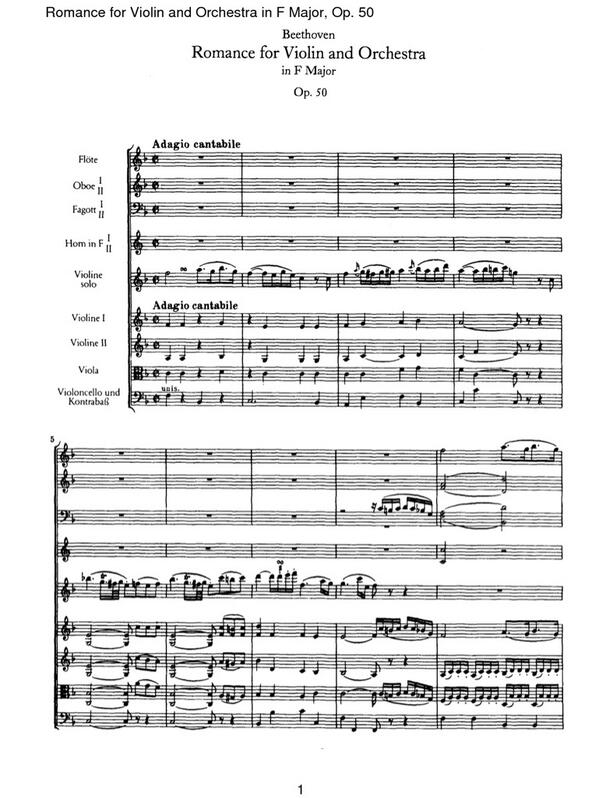 Romance for Violin and Orchestra in F Major, Op. 50
Beethoven
Romance for Violin and Orchestra
in F Major
Op. 50
Adagio cantabile
Flöte
Oboe I II
Fagott I II
Horn in F I II
Violine
solo
Adagio cantabile
Violine I
Violine II
Viola
unis.
Violoncello und
Kontrabaß
5
1